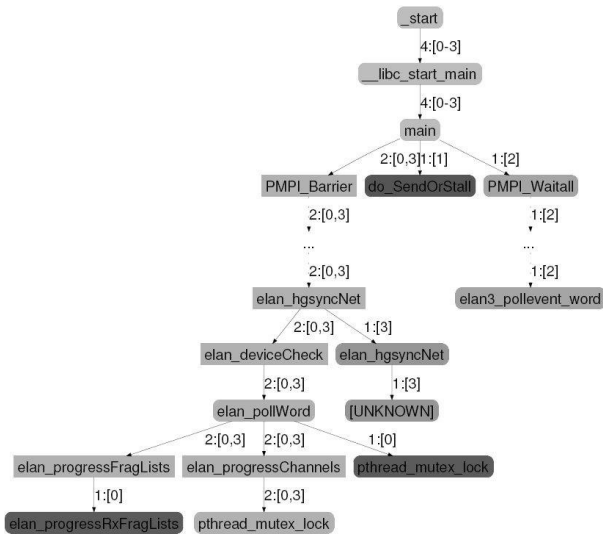 _start
4:[0-3]
__libc_start_main
4:[0-3]
main
2:[0,3] 1:[1] 1:[2]
PMPI_Barrier do_SendOrStall PMPI_Waitall
2:[0,3] 1:[2]
... ...
2:[0,3] 1:[2]
elan_hgsyncNet elan3_pollevent_word
2:[0,3] 1:[3]
elan_deviceCheck elan_hgsyncNet
2:[0,3] 1:[3]
elan_pollWord [UNKNOWN]
2:[0,3] 2:[0,3] 1:[0]
elan_progressFragLists elan_progressChannels pthread_mutex_lock
1:[0] 2:[0,3]
elan_progressRxFragLists pthread_mutex_lock